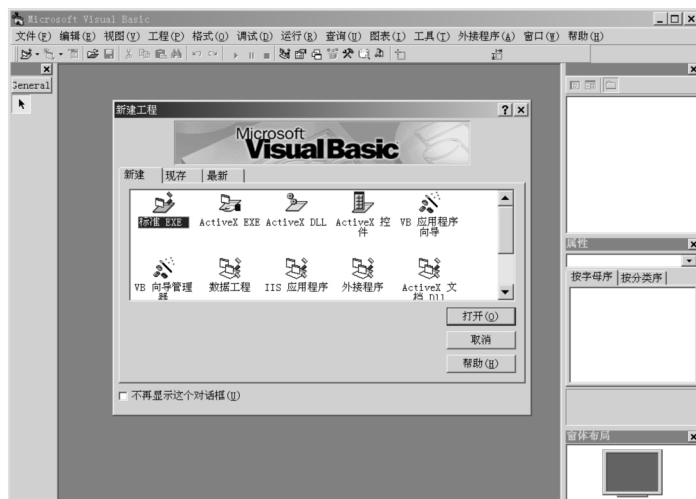 Microsoft Visual Basic
文件(F) 编辑(E) 视图(V) 工程(P) 格式(O) 调试(D) 运行(R) 查询(U) 图表(I) 工具(T) 外接程序(A) 窗口(W) 帮助(H)
General
新建工程
Microsoft
Visual Basic
新建 现存 最新
标准 EXE ActiveX EXE ActiveX DLL ActiveX 控件 VB 应用程序向导
VB 向导管理器 数据工程 IIS 应用程序 外接程序 ActiveX 文档 Dll
打开(O)
取消
帮助(H)
不再显示这个对话框(D)
属性
按字母序 按分类序
窗体布局